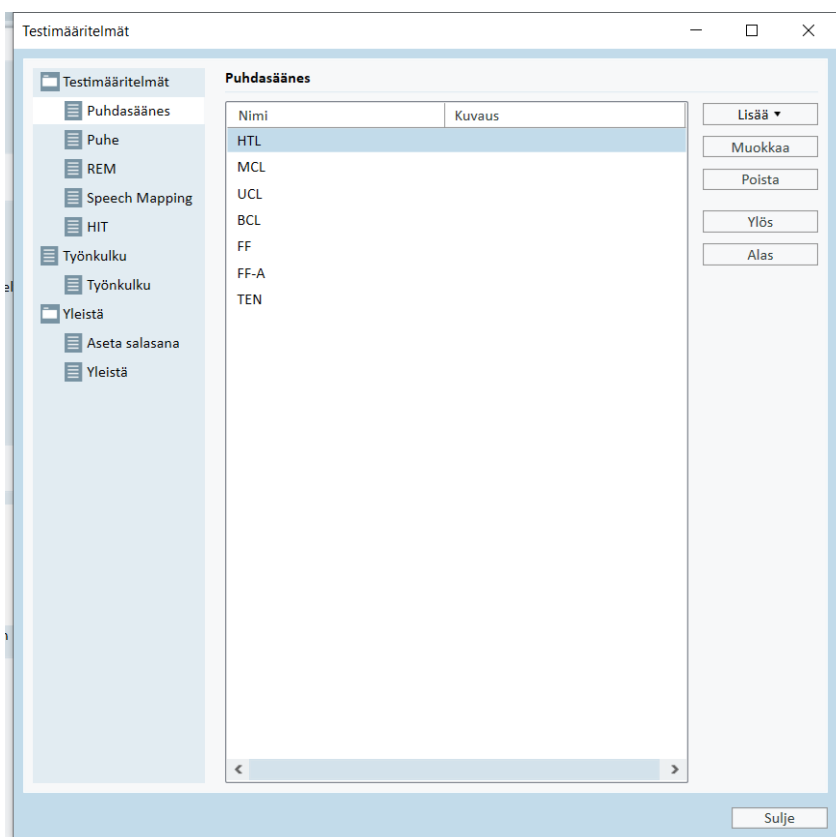 Testimääritelmät
Testimääritelmät
Puhdasäänes
Puhe
REM
Speech Mapping
HIT
Työnkulku
Työnkulku
Yleistä
Aseta salasana
Yleistä
Puhdasäänes
Nimi Kuvaus
HTL
MCL
UCL
BCL
FF
FF-A
TEN
Lisää
Muokkaa
Poista
Ylös
Alas
Sulje